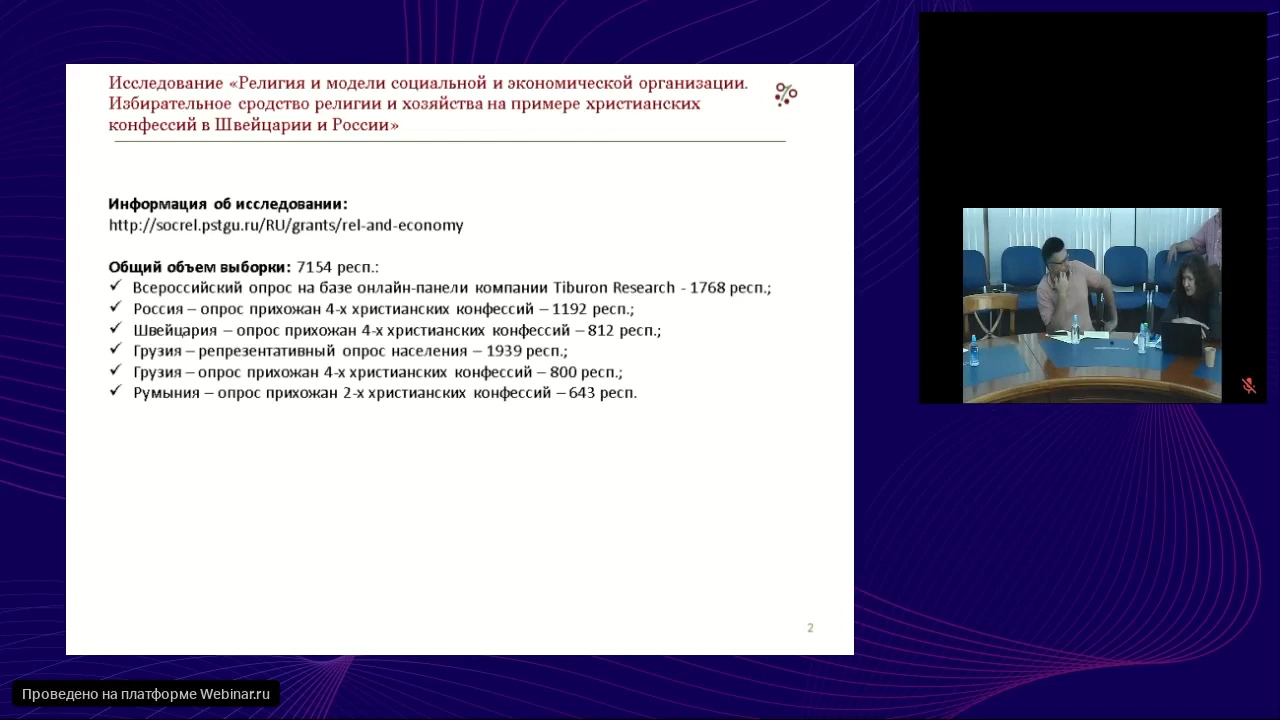 Исследование «Религия и модели социальной и экономической организации.
Избирательное сродство религии и хозяйства на примере христианских
конфессий в Швейцарии и России»
Информация об исследовании:
http://socrel.pstgu.ru/RU/grants/rel-and-economy
Общий объем выборки: 7154 респ.:
✓ Всероссийский опрос на базе онлайн-панели компании Tiburon Research - 1768 респ.;
✓ Россия – опрос прихожан 4-х христианских конфессий – 1192 респ.;
✓ Швейцария – опрос прихожан 4-х христианских конфессий – 812 респ.;
✓ Грузия – репрезентативный опрос населения – 1939 респ.;
✓ Грузия – опрос прихожан 4-х христианских конфессий – 800 респ.;
✓ Румыния – опрос прихожан 2-х христианских конфессий – 643 респ.
2
Проведено на платформе Webinar.ru